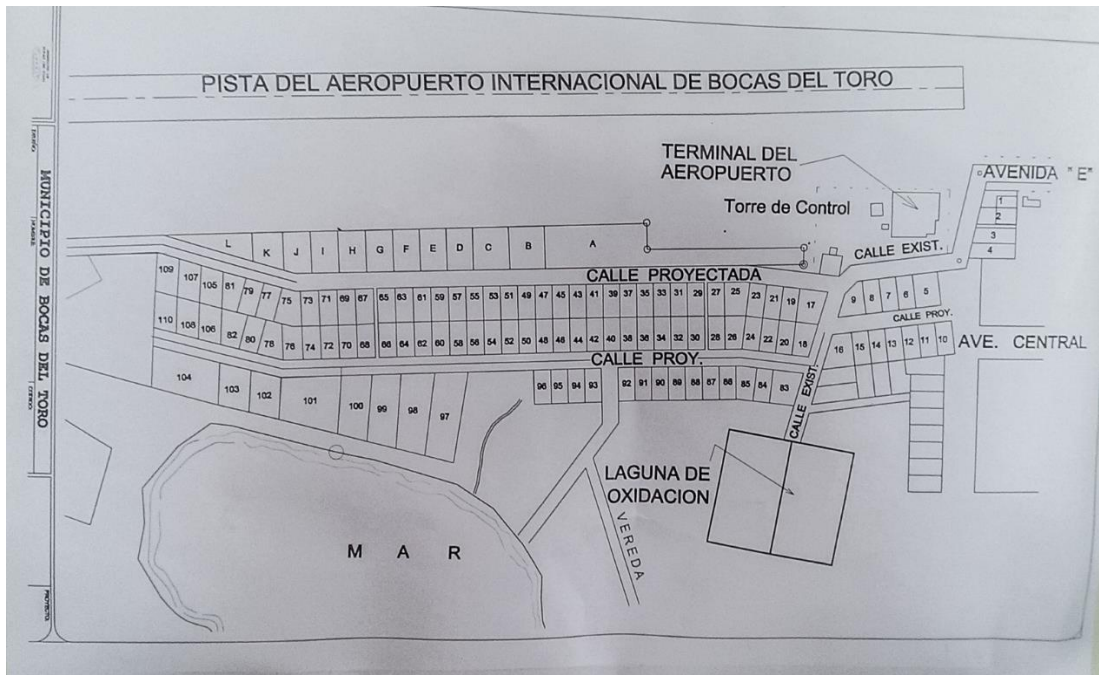 PISTA DEL AEROPUERTO INTERNACIONAL DE BOCAS DEL TORO
TERMINAL DEL
AEROPUERTO
AVENIDA "E"
Torre de Control
1
2
3
4
CALLE EXIST.
L K J I H G F E D C B A
CALLE PROYECTADA
109 107 105 81 79 77 75 73 71 69 67 65 63 61 59 57 55 53 51 49 47 45 43 41 39 37 35 33 31 29 27 25 23 21 19 17
9 8 7 6 5
CALLE PROY.
110 108 106 82 80 78 76 74 72 70 68 66 64 62 60 58 56 54 52 50 48 46 44 42 40 38 36 34 32 30 28 26 24 22 20 18
16 15 14 13 12 11 10
AVE. CENTRAL
CALLE PROY.
CALLE EXIST.
104 103 102 101 100 99 98 97
96 95 94 93 92 91 90 89 88 87 86 85 84 83
LAGUNA DE
OXIDACION
VEREDA
M A R
MUNICIPIO DE BOCAS DEL TORO